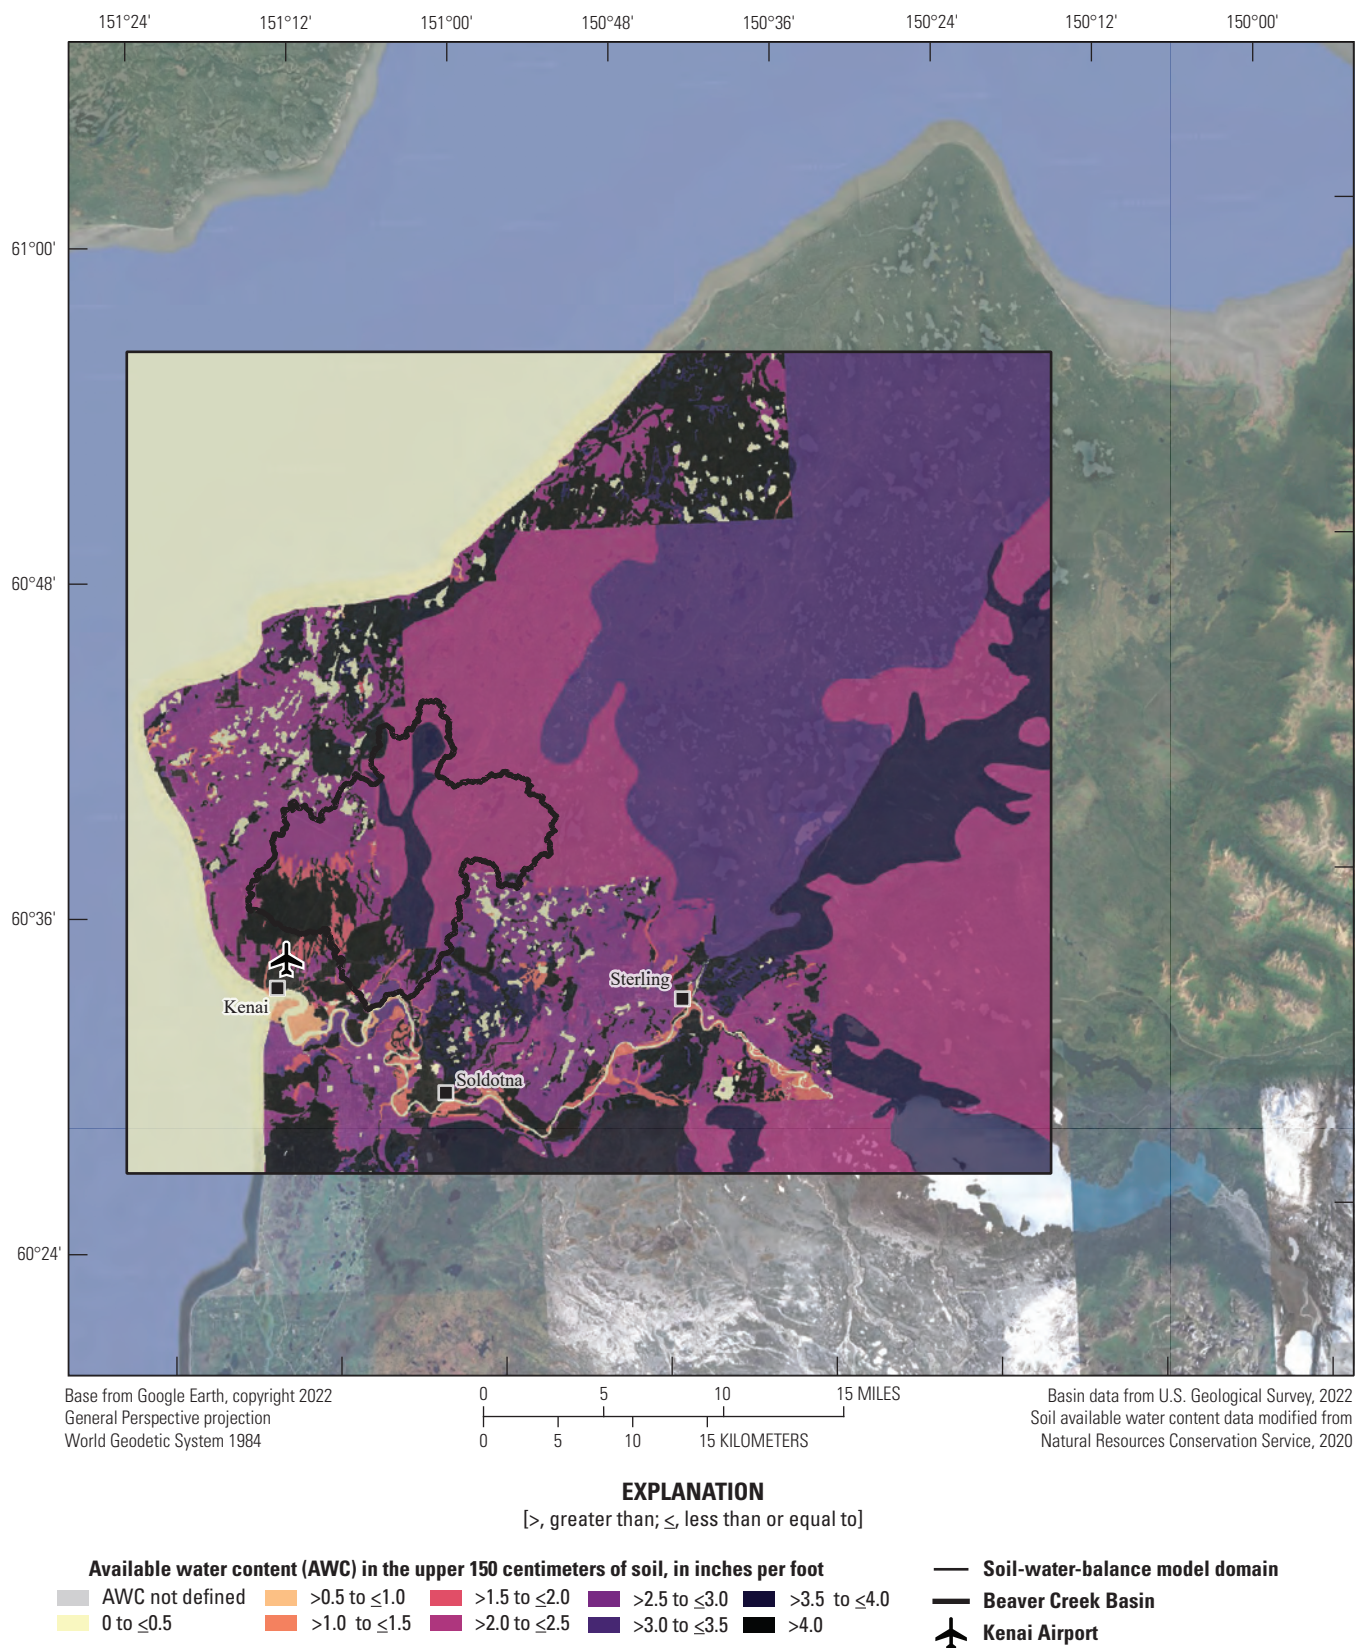 151°24' 151°12' 151°00' 150°48' 150°36' 150°24' 150°12' 150°00'
61°00'
60°48'
60°36'
60°24'
Sterling
Kenai
Soldotna
Base from Google Earth, copyright 2022
General Perspective projection
World Geodetic System 1984
0 5 10 15 MILES
0 5 10 15 KILOMETERS
Basin data from U.S. Geological Survey, 2022
Soil available water content data modified from
Natural Resources Conservation Service, 2020
EXPLANATION
[>, greater than; ≤, less than or equal to]
Available water content (AWC) in the upper 150 centimeters of soil, in inches per foot
AWC not defined >0.5 to ≤1.0 >1.5 to ≤2.0 >2.5 to ≤3.0 >3.5 to ≤4.0
0 to ≤0.5 >1.0 to ≤1.5 >2.0 to ≤2.5 >3.0 to ≤3.5 >4.0
Soil-water-balance model domain
Beaver Creek Basin
Kenai Airport